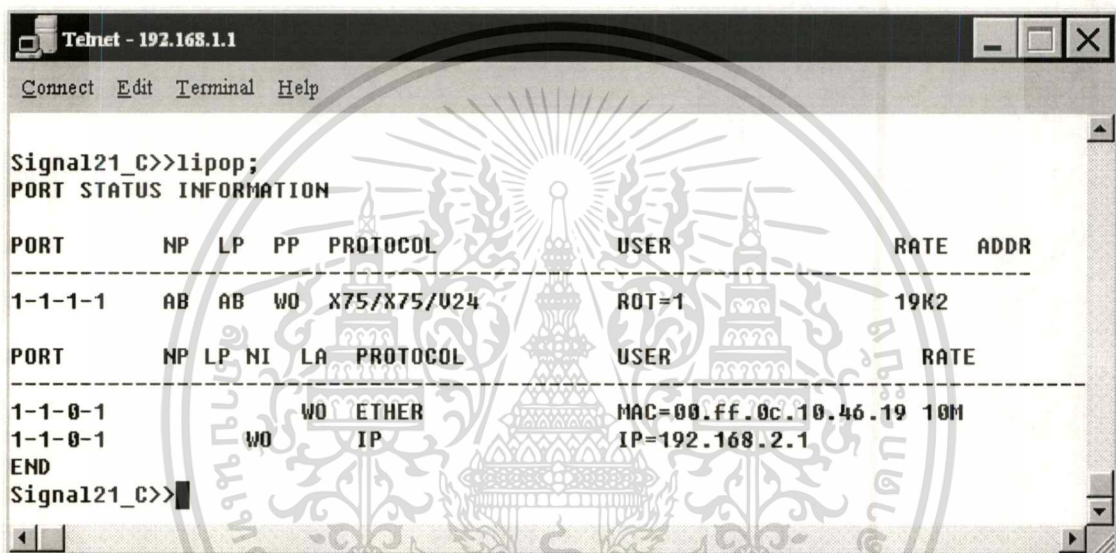 Telnet - 192.168.1.1
Connect Edit Terminal Help
Signal21_C>>lipop;
PORT STATUS INFORMATION
PORT NP LP PP PROTOCOL USER RATE ADDR
--------------------------------------------------------------------------------
1-1-1-1 AB AB WO X75/X75/V24 ROT=1 19K2
PORT NP LP NI LA PROTOCOL USER RATE
--------------------------------------------------------------------------------
1-1-0-1 WO ETHER MAC=00.ff.0c.10.46.19 10M
1-1-0-1 WO IP IP=192.168.2.1
END
Signal21_C>>